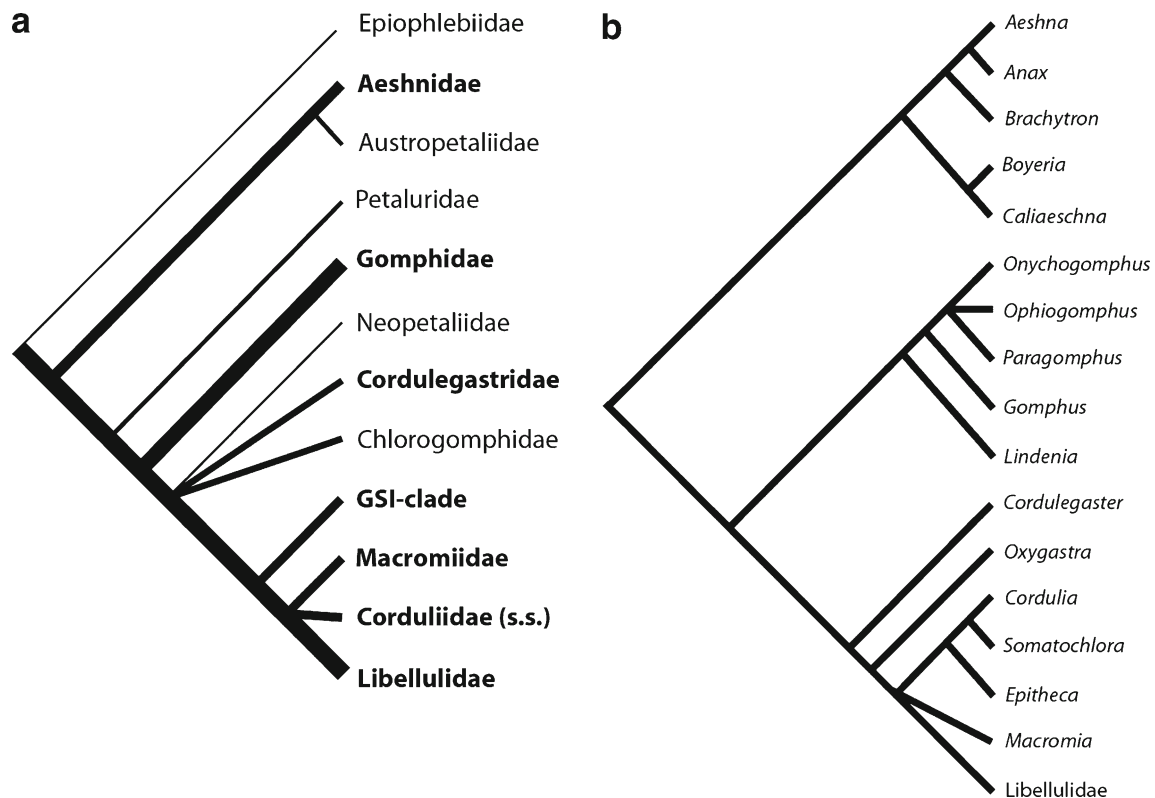 a
Epiophlebiidae
Aeshnidae
Austropetaliidae
Petaluridae
Gomphidae
Neopetaliidae
Cordulegastridae
Chlorogomphidae
GSI-clade
Macromiidae
Corduliidae (s.s.)
Libellulidae
b
Aeshna
Anax
Brachytron
Boyeria
Caliaeschna
Onychogomphus
Ophiogomphus
Paragomphus
Gomphus
Lindenia
Cordulegaster
Oxygastra
Cordulia
Somatochlora
Epitheca
Macromia
Libellulidae